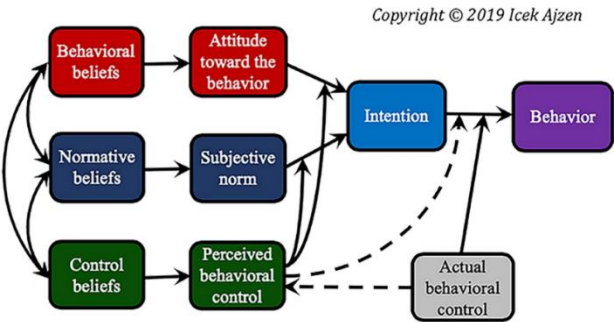 Copyright © 2019 Icek Ajzen
Behavioral
beliefs
Attitude
toward the
behavior
Intention
Behavior
Normative
beliefs
Subjective
norm
Control
beliefs
Perceived
behavioral
control
Actual
behavioral
control